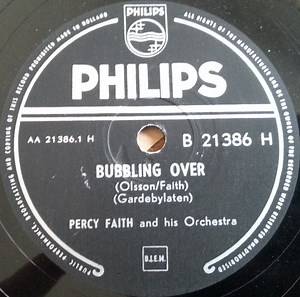 MADE IN HOLLAND
ALL RIGHTS OF THE MANUFACTURER AND OF THE OWNER OF THE RECORDED WORK RESERVED UNAUTHORISED PUBLIC PERFORMANCE, BROADCASTING AND COPYING OF THIS RECORD PROHIBITED
PHILIPS
PHILIPS
AA 21386.1 H
B 21386 H
BUBBLING OVER
(Olsson/Faith)
(Gardebylaten)
PERCY FAITH and his Orchestra
B.I.E.M.